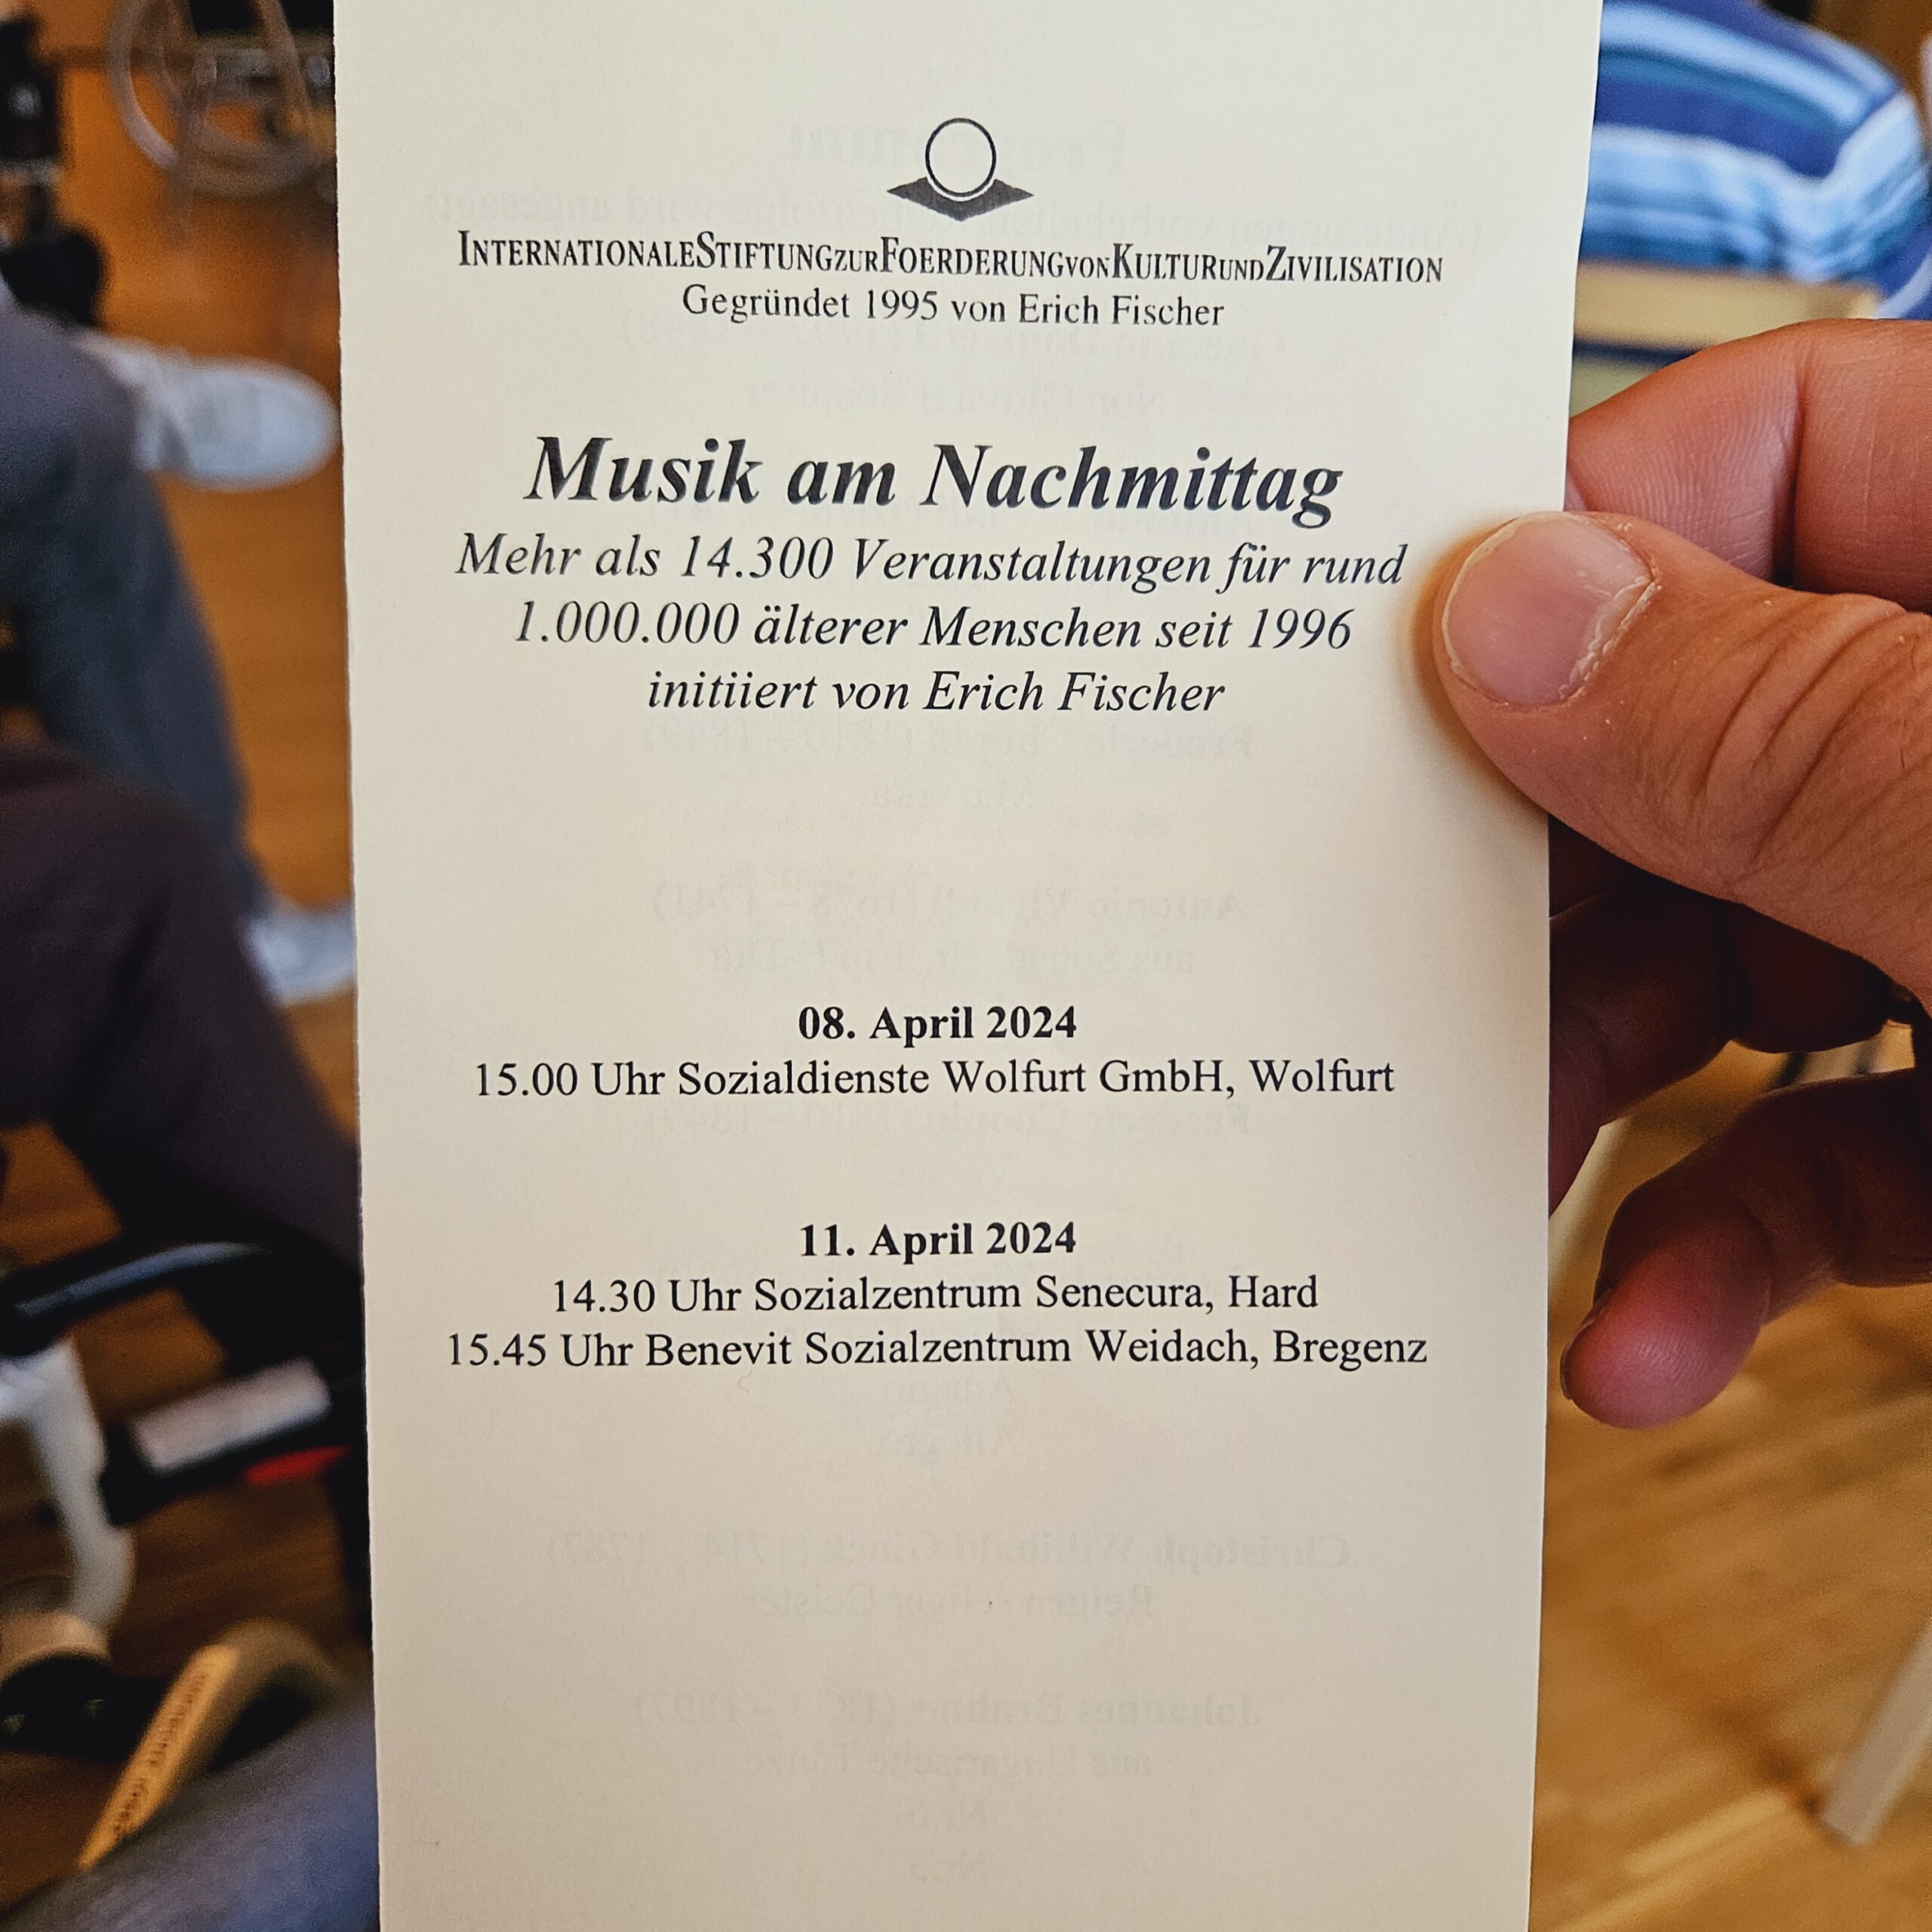 INTERNATIONALESTIFTUNGZURFOERDERUNGVONKULTURUNDZIVILISATION
Gegründet 1995 von Erich Fischer
Musik am Nachmittag
Mehr als 14.300 Veranstaltungen für rund
1.000.000 älterer Menschen seit 1996
initiiert von Erich Fischer
08. April 2024
15.00 Uhr Sozialdienste Wolfurt GmbH, Wolfurt
11. April 2024
14.30 Uhr Sozialzentrum Senecura, Hard
15.45 Uhr Benevit Sozialzentrum Weidach, Bregenz